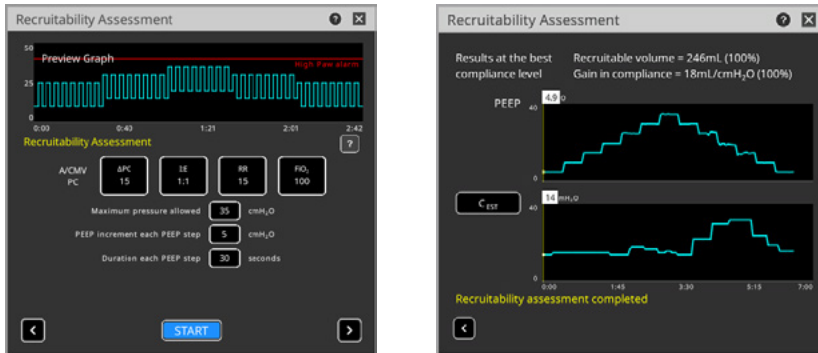 Recruitability Assessment
?
50
Preview Graph
High Paw alarm
25
0
0:00 0:40 1:21 2:01 2:42
Recruitability Assessment
?
A/CMV
PC
ΔPC
15
I:E
1:1
RR
15
FiO₂
100
Maximum pressure allowed 35 cmH₂O
PEEP increment each PEEP step 5 cmH₂O
Duration each PEEP step 30 seconds
<
START
>
Recruitability Assessment
?
Results at the best
compliance level
Recruitable volume = 246mL (100%)
Gain in compliance = 18mL/cmH₂O (100%)
PEEP
40
4.9
0
C EST
40
14 mH₂O
0
0:00 1:45 3:30 5:15 7:00
Recruitability assessment completed
<